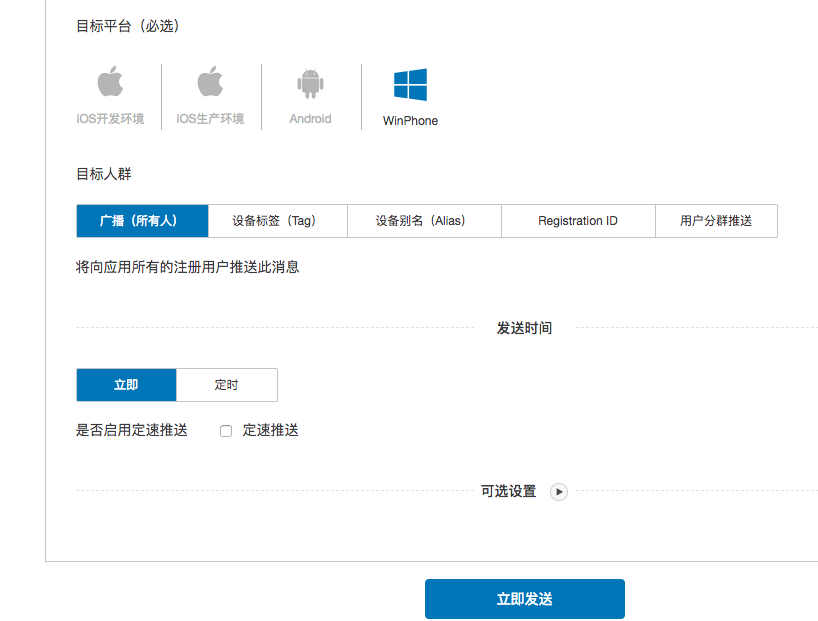 目标平台（必选）
iOS开发环境 iOS生产环境 Android WinPhone
目标人群
广播（所有人） 设备标签（Tag） 设备别名（Alias） Registration ID 用户分群推送
将向应用所有的注册用户推送此消息
发送时间
立即 定时
是否启用定速推送 定速推送
可选设置
立即发送